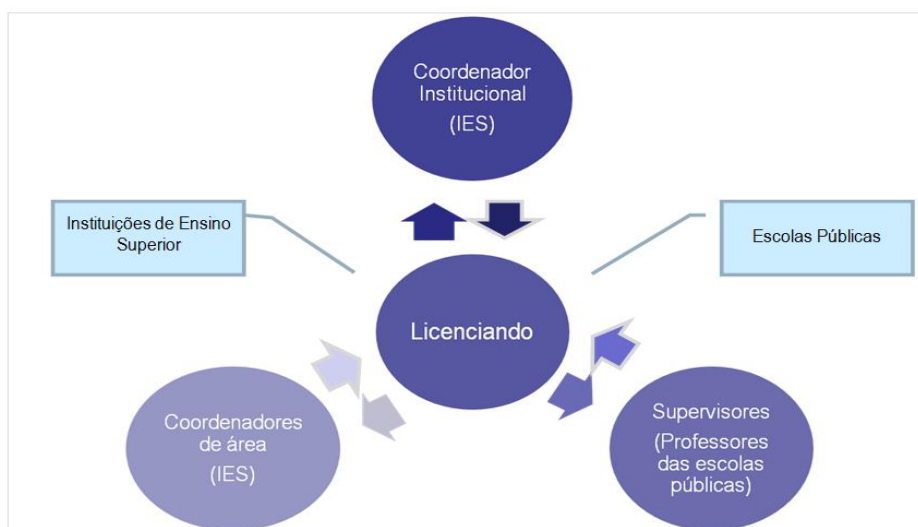 Coordenador
Institucional
(IES)
Instituições de Ensino
Superior
Escolas Públicas
Licenciando
Coordenadores
de área
(IES)
Supervisores
(Professores
das escolas
públicas)